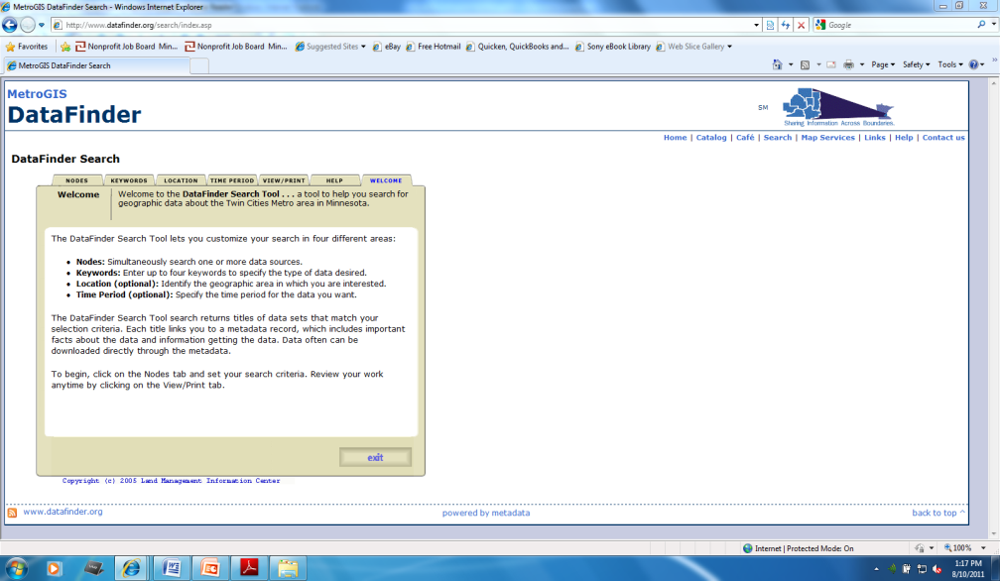 MetroGIS DataFinder Search - Windows Internet Explorer
http://www.datafinder.org/search/index.asp
Google
Favorites Nonprofit Job Board Min... Nonprofit Job Board Min... Suggested Sites eBay Free Hotmail Quicken, QuickBooks and... Sony eBook Library Web Slice Gallery
MetroGIS DataFinder Search
Page Safety Tools
MetroGIS
DataFinder
SM
Sharing Information Across Boundaries.
Home | Catalog | Café | Search | Map Services | Links | Help | Contact us
DataFinder Search
NODES KEYWORDS LOCATION TIME PERIOD VIEW/PRINT HELP WELCOME
Welcome
Welcome to the DataFinder Search Tool . . . a tool to help you search for
geographic data about the Twin Cities Metro area in Minnesota.
The DataFinder Search Tool lets you customize your search in four different areas:
• Nodes: Simultaneously search one or more data sources.
• Keywords: Enter up to four keywords to specify the type of data desired.
• Location (optional): Identify the geographic area in which you are interested.
• Time Period (optional): Specify the time period for the data you want.
The DataFinder Search Tool search returns titles of data sets that match your
selection criteria. Each title links you to a metadata record, which includes important
facts about the data and information getting the data. Data often can be
downloaded directly through the metadata.
To begin, click on the Nodes tab and set your search criteria. Review your work
anytime by clicking on the View/Print tab.
exit
Copyright (c) 2005 Land Management Information Center
www.datafinder.org
powered by metadata
back to top ^
Internet | Protected Mode: On
100%
1:17 PM
8/10/2011